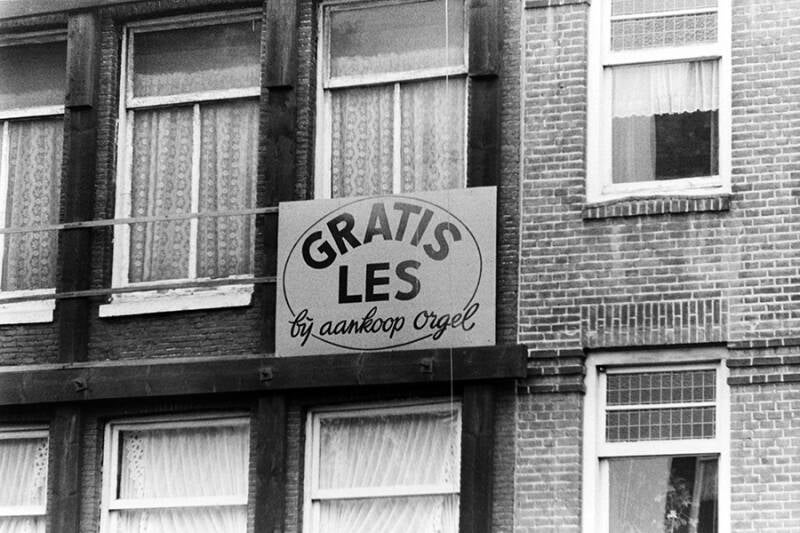 GRATIS
LES
bij aankoop orgel